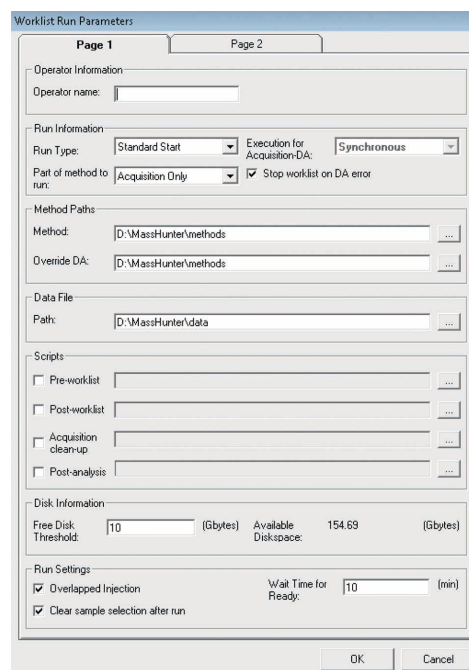 Worklist Run Parameters
Page 1
Page 2
Operator Information
Operator name:
Run Information
Run Type:
Standard Start
Execution for
Acquisition-DA:
Synchronous
Part of method to
run:
Acquisition Only
Stop worklist on DA error
Method Paths
Method:
D:\MassHunter\methods
...
Override DA:
D:\MassHunter\methods
...
Data File
Path:
D:\MassHunter\data
...
Scripts
Pre-worklist
...
Post-worklist
...
Acquisition
clean-up
...
Post-analysis
...
Disk Information
Free Disk
Threshold:
10
(Gbytes)
Available
Diskspace:
154.69
(Gbytes)
Run Settings
Overlapped Injection
Wait Time for
Ready:
10
(min)
Clear sample selection after run
OK
Cancel